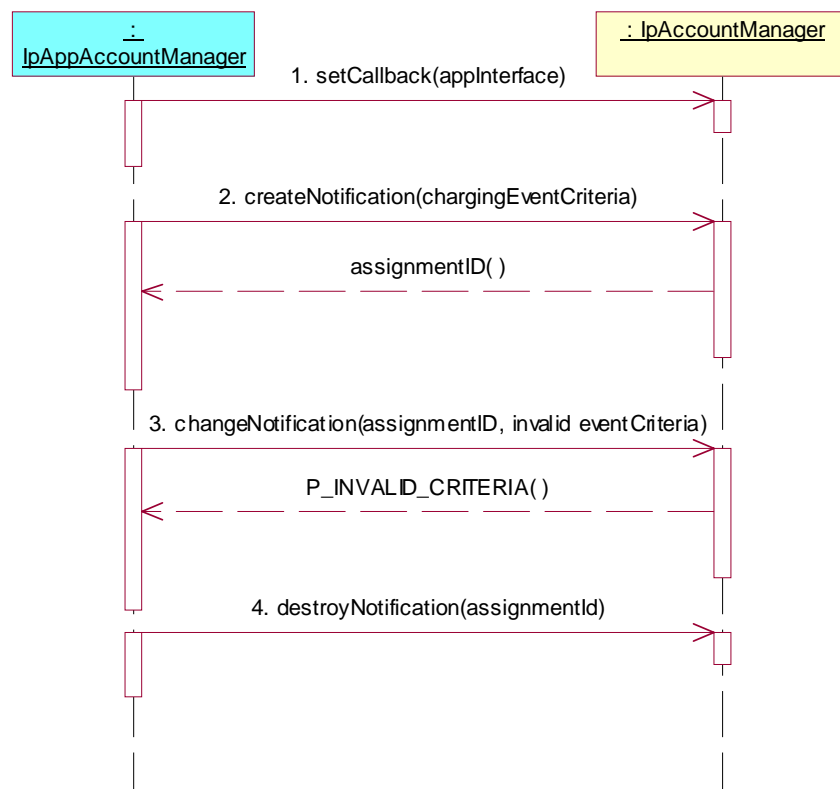 :
IpAppAccountManager
: IpAccountManager
1. setCallback(appInterface)
2. createNotification(chargingEventCriteria)
assignmentID( )
3. changeNotification(assignmentID, invalid eventCriteria)
P_INVALID_CRITERIA( )
4. destroyNotification(assignmentId)